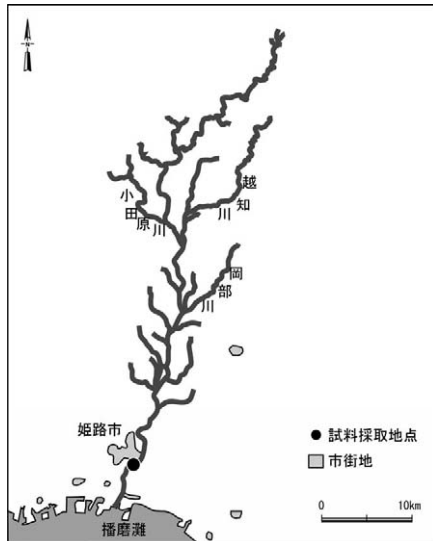 N
越知川
小田原川
岡部川
姫路市
試料採取地点
市街地
0 10km
播磨灘